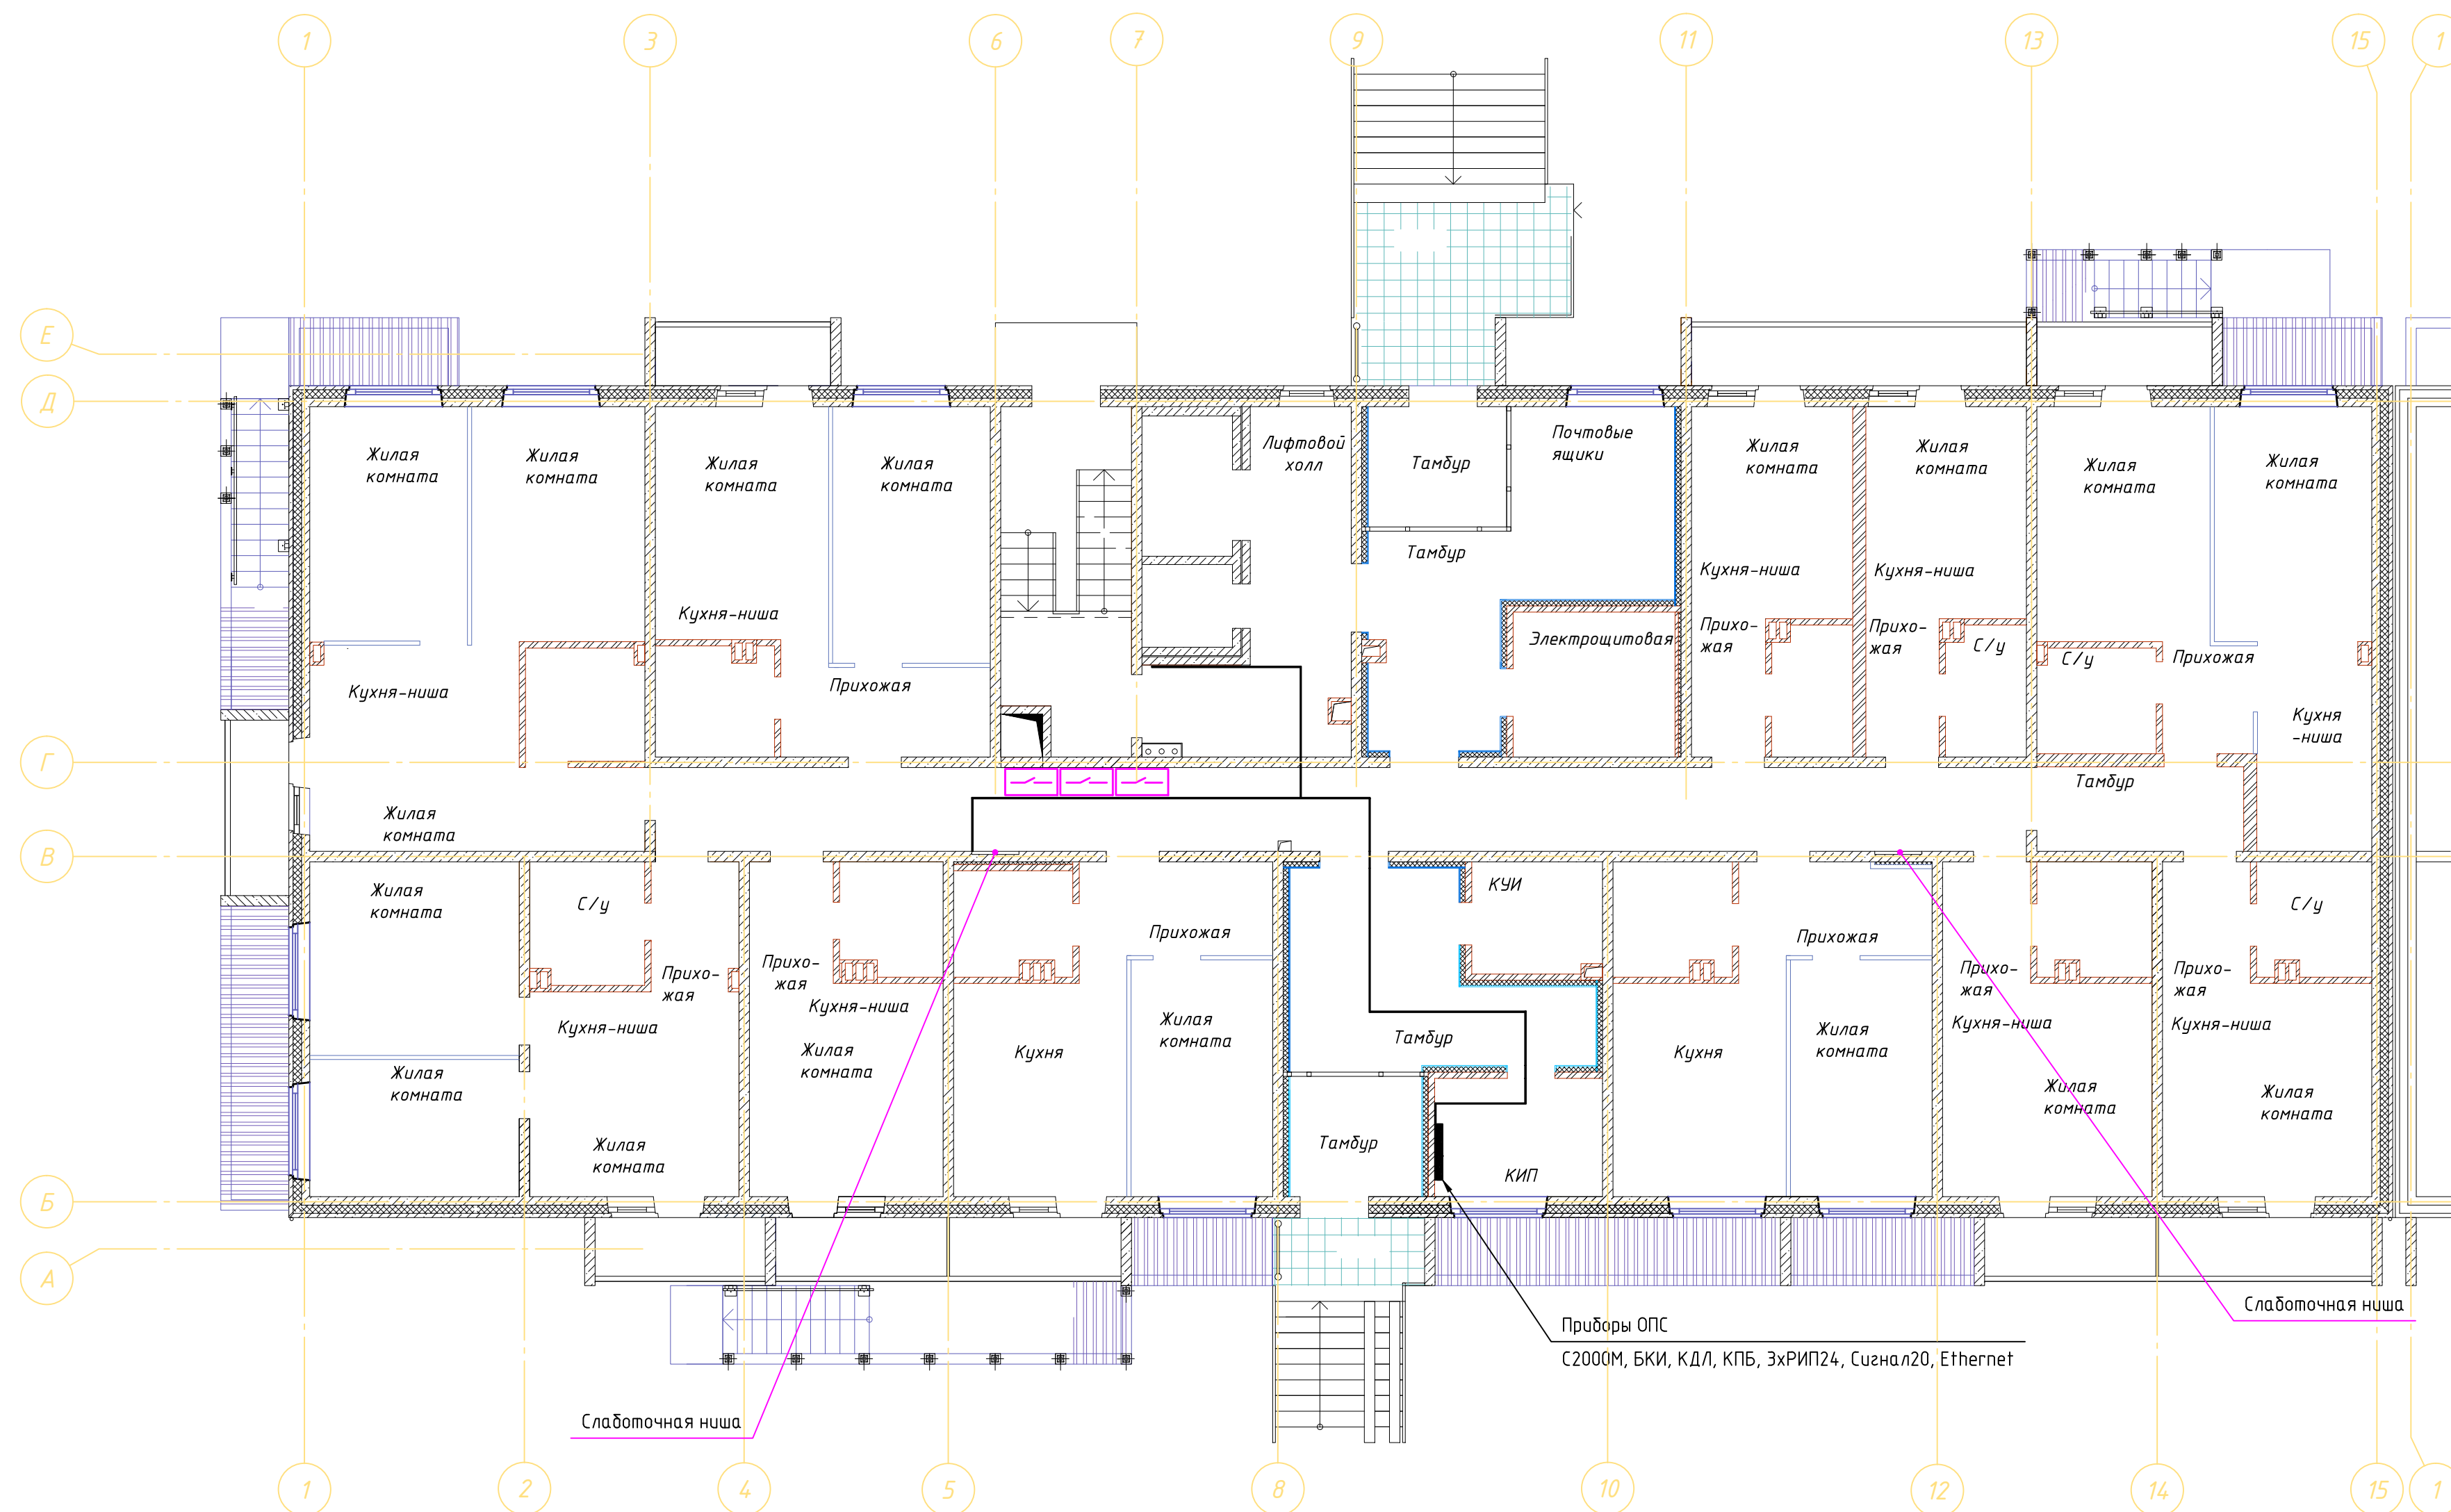 1
3
6
7
9
11
13
15
1
Е
Д
Г
В
Б
А
Жилая
комната
Жилая
комната
Жилая
комната
Жилая
комната
Лифтовой
холл
Тамбур
Почтовые
ящики
Жилая
комната
Жилая
комната
Жилая
комната
Жилая
комната
Тамбур
Кухня-ниша
Кухня-ниша
Кухня-ниша
Электрощитовая
Прихо-
жая
Прихо-
жая
С/у
С/у
Прихожая
Кухня-ниша
Прихожая
Кухня
-ниша
Тамбур
Жилая
комната
Жилая
комната
С/у
КУИ
С/у
Прихожая
Прихожая
Прихо-
жая
Прихо-
жая
Прихо-
жая
Прихо-
жая
Кухня-ниша
Кухня-ниша
Жилая
комната
Жилая
комната
Кухня-ниша
Кухня-ниша
Жилая
комната
Кухня
Тамбур
Кухня
Жилая
комната
Жилая
комната
Жилая
комната
Жилая
комната
Тамбур
КИП
Слаботочная ниша
Приборы ОПС
С2000М, БКИ, КДЛ, КПБ, 3хРИП24, Сигнал20, Ethernet
Слаботочная ниша
1
2
4
5
8
10
12
14
15
1